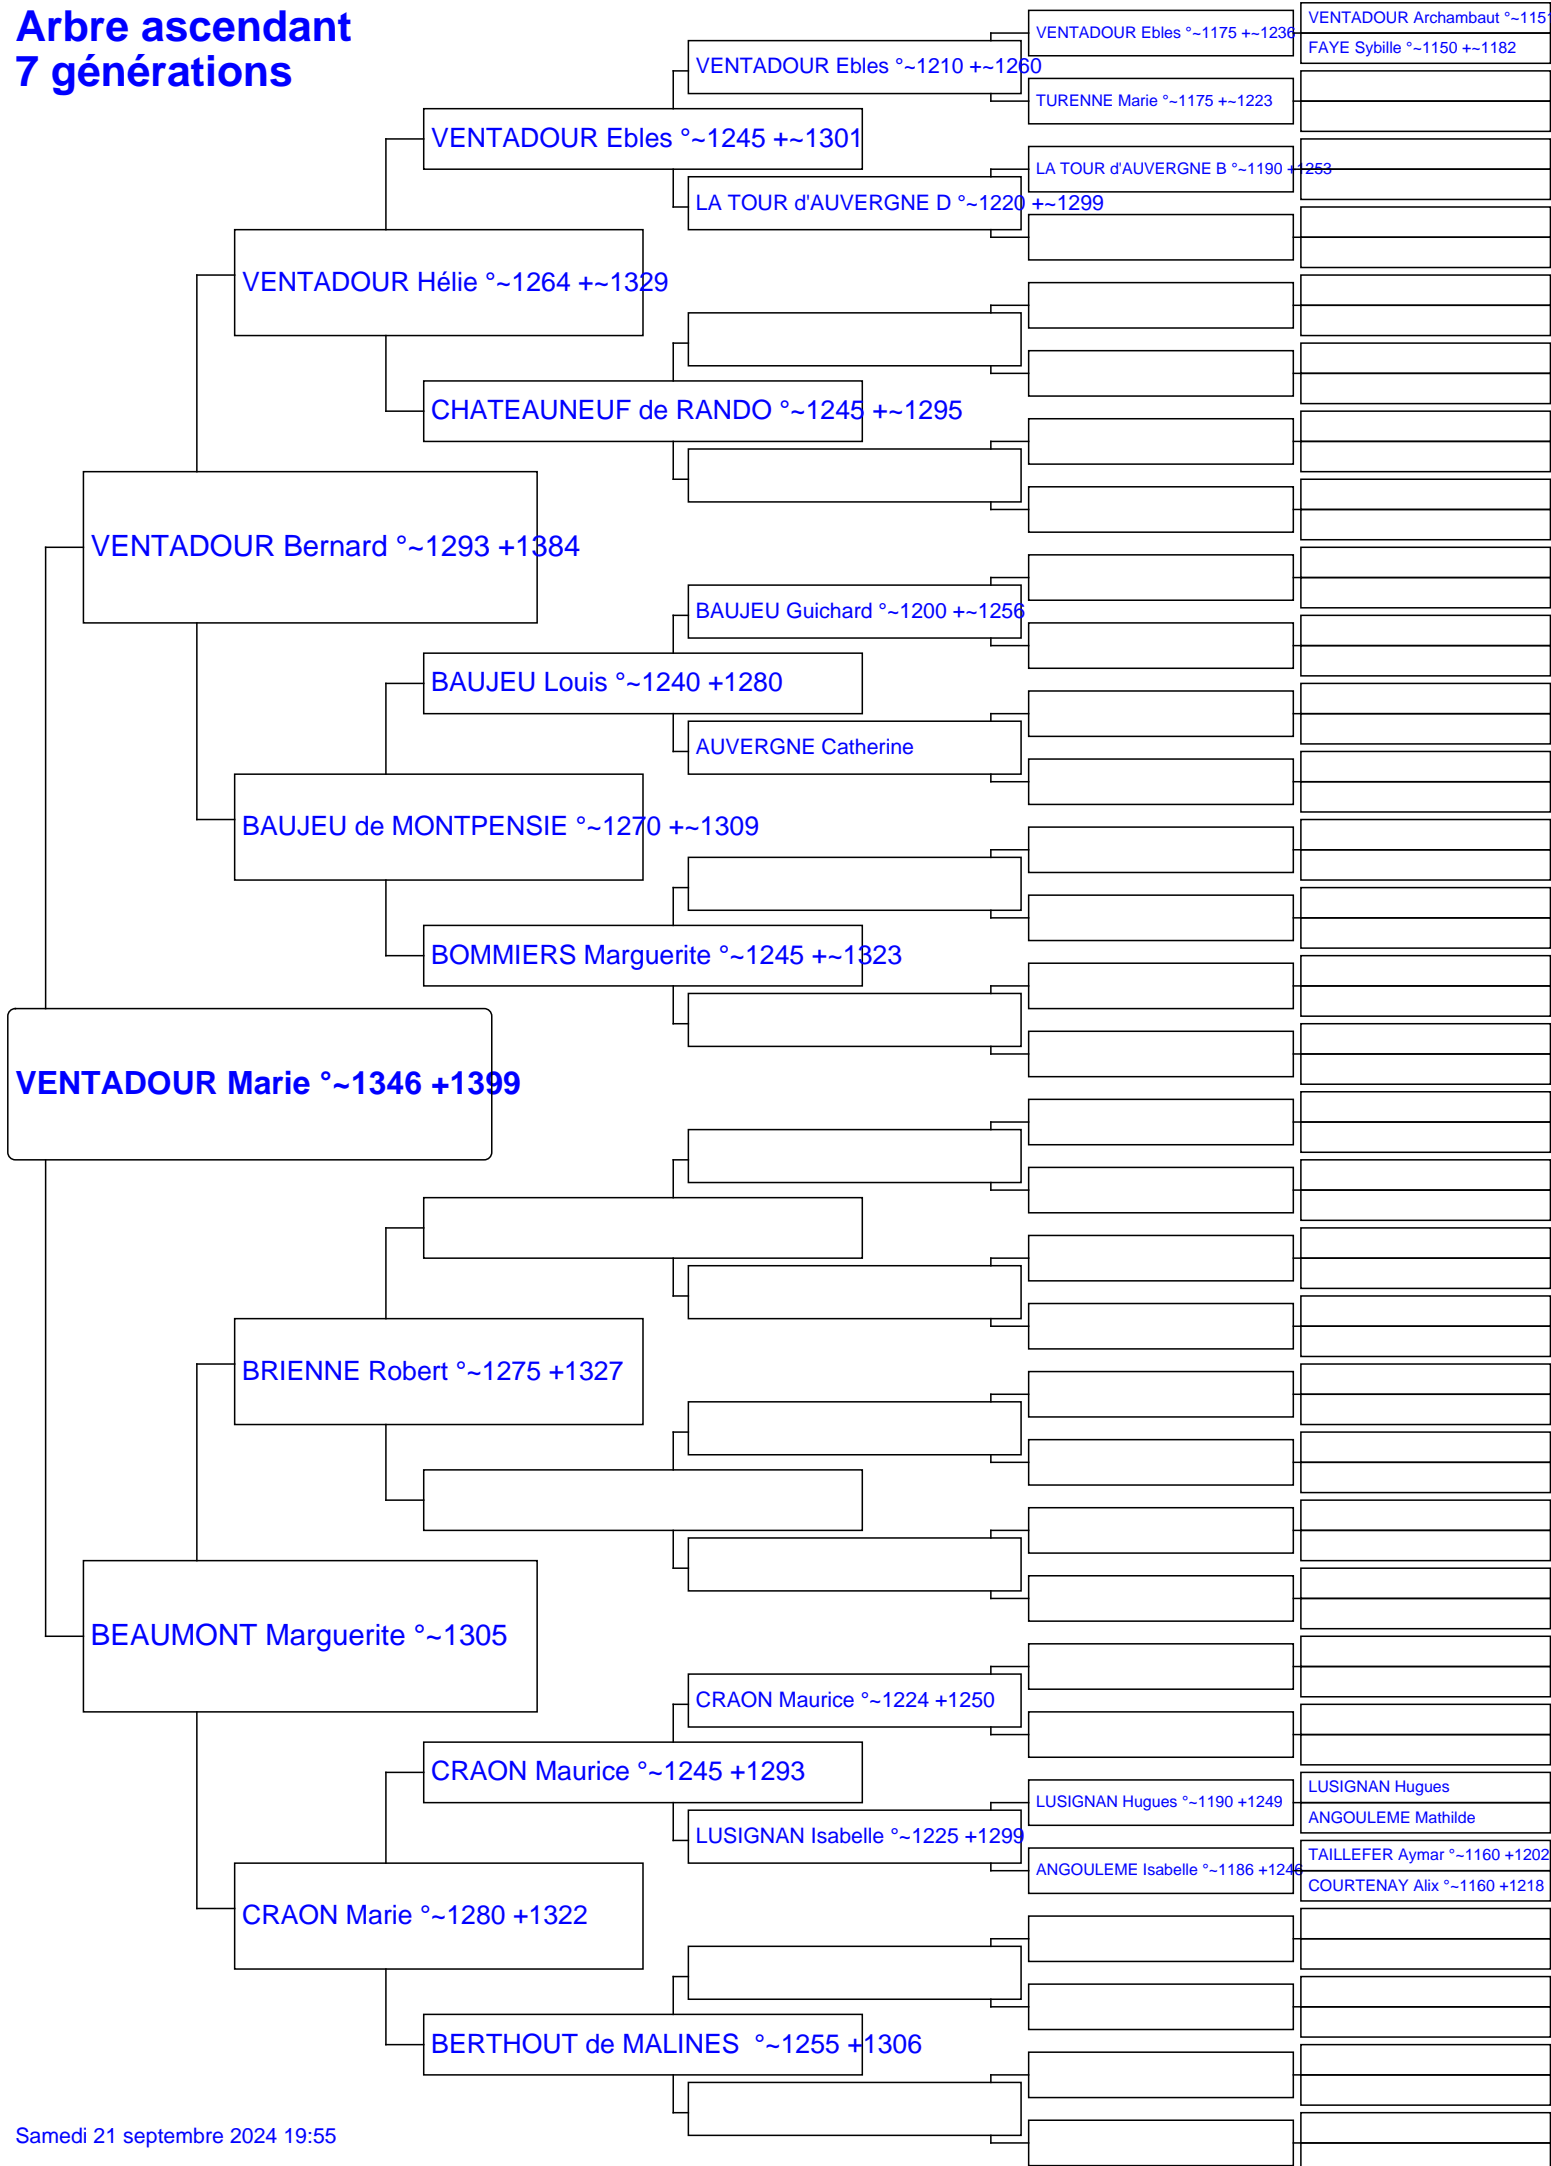 Arbre ascendant
7 générations
VENTADOUR Ebles °~1175 +~1236
VENTADOUR Archambaut °~1151
FAYE Sybille °~1150 +~1182
VENTADOUR Ebles °~1210 +~1260
TURENNE Marie °~1175 +~1223
VENTADOUR Ebles °~1245 +~1301
LA TOUR d'AUVERGNE B °~1190 +1253
LA TOUR d'AUVERGNE D °~1220 +~1299
VENTADOUR Hélie °~1264 +~1329
CHATEAUNEUF de RANDO °~1245 +~1295
VENTADOUR Bernard °~1293 +1384
BAUJEU Guichard °~1200 +~1256
BAUJEU Louis °~1240 +1280
AUVERGNE Catherine
BAUJEU de MONTPENSIE °~1270 +~1309
BOMMIERS Marguerite °~1245 +~1323
VENTADOUR Marie °~1346 +1399
BRIENNE Robert °~1275 +1327
BEAUMONT Marguerite °~1305
CRAON Maurice °~1224 +1250
CRAON Maurice °~1245 +1293
LUSIGNAN Hugues °~1190 +1249
LUSIGNAN Hugues
ANGOULEME Mathilde
LUSIGNAN Isabelle °~1225 +1299
ANGOULEME Isabelle °~1186 +1246
TAILLEFER Aymar °~1160 +1202
COURTENAY Alix °~1160 +1218
CRAON Marie °~1280 +1322
BERTHOUT de MALINES  °~1255 +1306
Samedi 21 septembre 2024 19:55